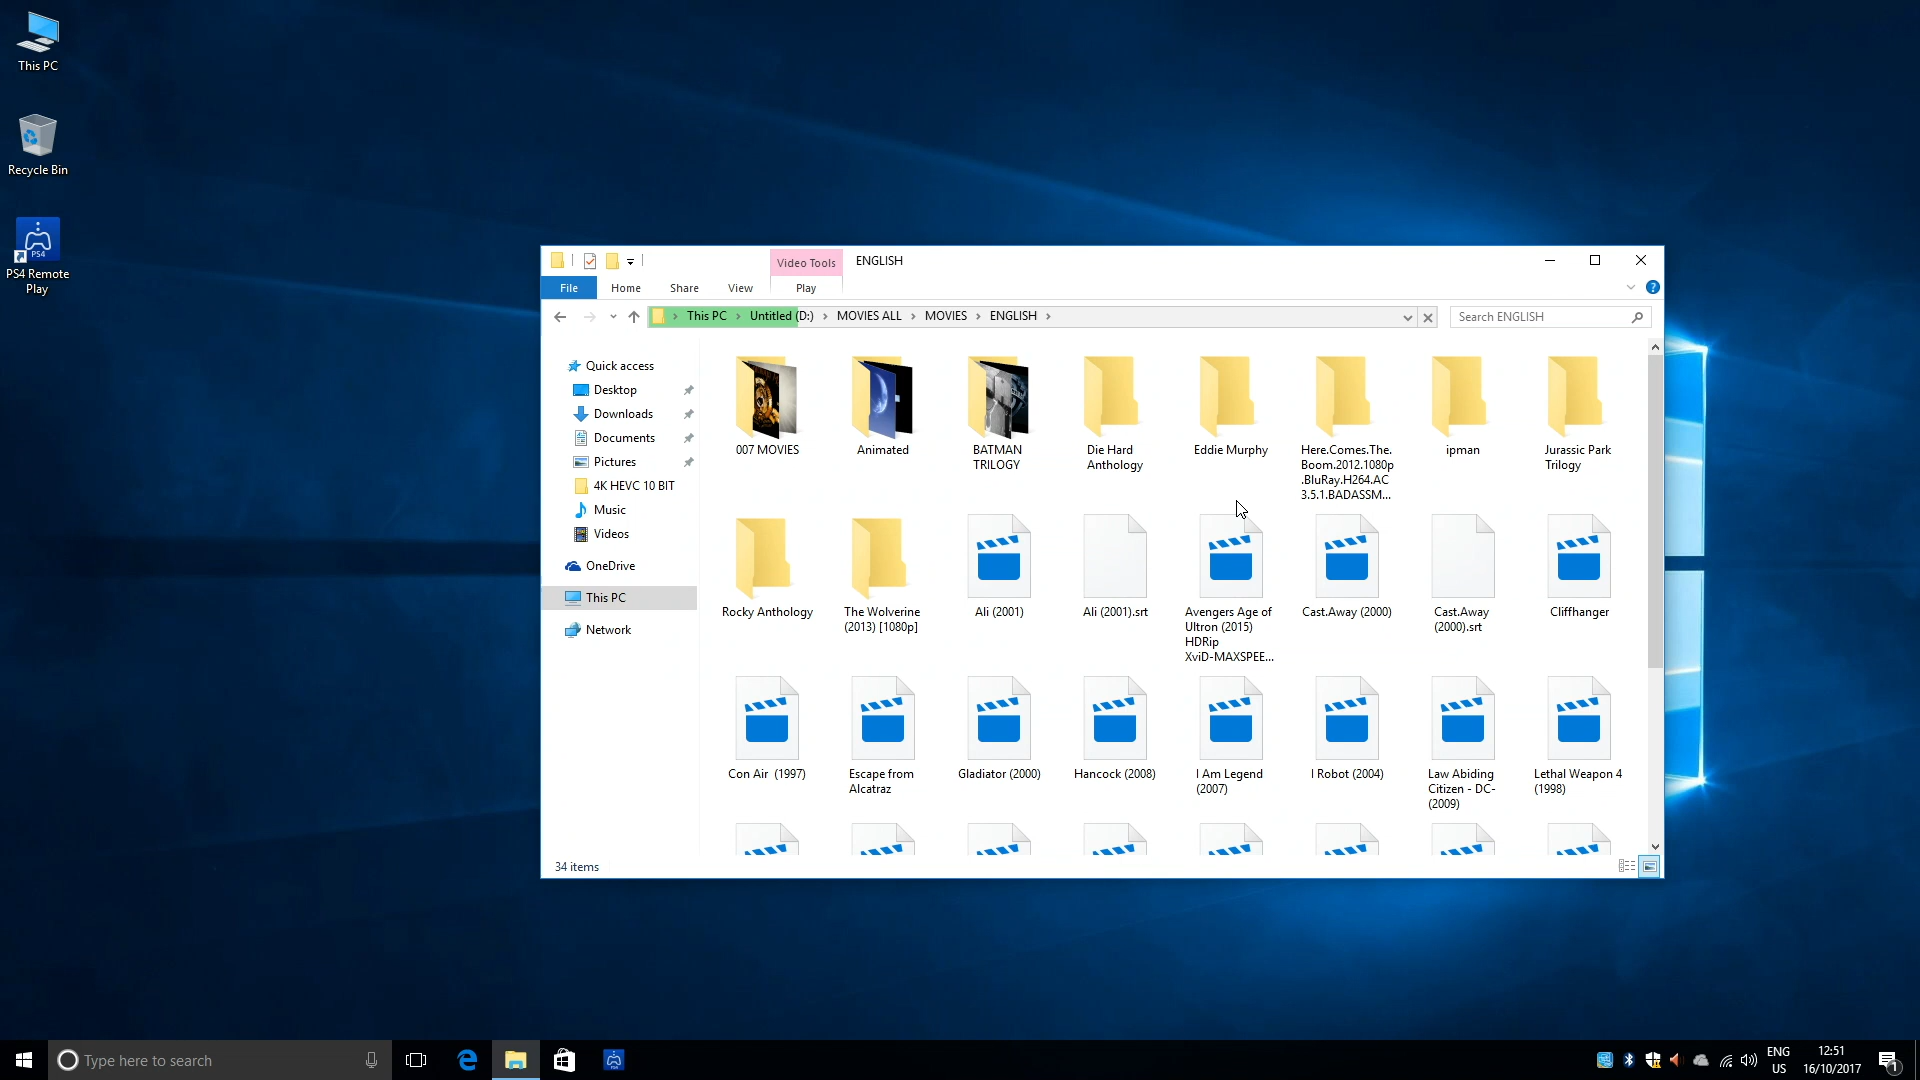 This PC
Recycle Bin
PS4
PS4 Remote
Play
Video Tools
ENGLISH
File
Home
Share
View
Play
?
This PC
Untitled (D:)
MOVIES ALL
MOVIES
ENGLISH
Search ENGLISH
Quick access
Desktop
Downloads
Documents
Pictures
4K HEVC 10 BIT
Music
Videos
OneDrive
This PC
Network
007 MOVIES
Animated
BATMAN
TRILOGY
Die Hard
Anthology
Eddie Murphy
Here.Comes.The.
Boom.2012.1080p
.BluRay.H264.AC
3.5.1.BADASSM...
ipman
Jurassic Park
Trilogy
Rocky Anthology
The Wolverine
(2013) [1080p]
Ali (2001)
Ali (2001).srt
Avengers Age of
Ultron (2015)
HDRip
XviD-MAXSPEE...
Cast.Away (2000)
Cast.Away
(2000).srt
Cliffhanger
Con Air  (1997)
Escape from
Alcatraz
Gladiator (2000)
Hancock (2008)
I Am Legend
(2007)
I Robot (2004)
Law Abiding
Citizen - DC-
(2009)
Lethal Weapon 4
(1998)
34 items
Type here to search
ENG
US
12:51
16/10/2017
1